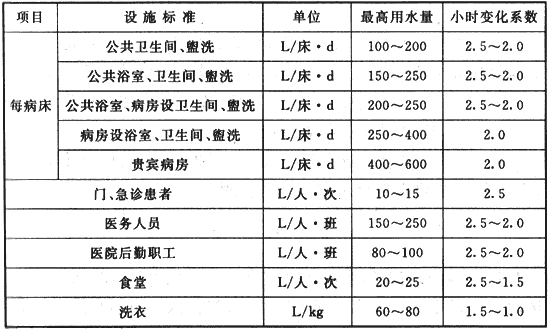 项目 设施标准 单位 最高用水量 小时变化系数
每病床 公共卫生间、盥洗 L/床·d 100～200 2.5～2.0
公共浴室、卫生间、盥洗 L/床·d 150～250 2.5～2.0
公共浴室、病房设卫生间、盥洗 L/床·d 200～250 2.5～2.0
病房设浴室、卫生间、盥洗 L/床·d 250～400 2.0
贵宾病房 L/床·d 400～600 2.0
门、急诊患者 L/人·次 10～15 2.5
医务人员 L/人·班 150～250 2.5～2.0
医院后勤职工 L/人·班 80～100 2.5～2.0
食堂 L/人·次 20～25 2.5～1.5
洗衣 L/kg 60～80 1.5～1.0